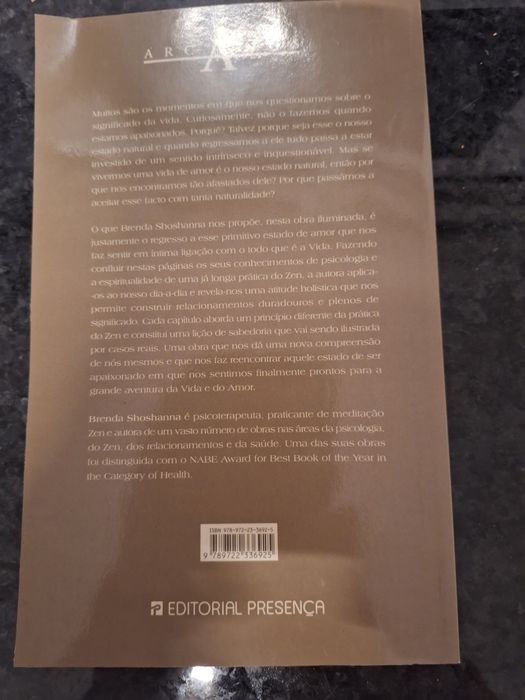 Muitos são os momentos em que nos questionamos sobre o
significado da vida. Curiosamente, não o fazemos quando
estamos apaixonados. Porquê? Talvez porque seja esse o nosso
estado natural e quando regressamos a ele tudo passa a estar
investido de um sentido intrínseco e inquestionável. Mas se
vivermos uma vida de amor é o nosso estado natural, então por
que nos encontramos tão afastados dele? Por que passámos a
aceitar esse facto com tanta naturalidade?
O que Brenda Shoshanna nos propõe, nesta obra iluminada, é
justamente o regresso a esse primitivo estado de amor que nos
faz sentir em íntima ligação com o todo que é a Vida. Fazendo
confluir nestas páginas os seus conhecimentos de psicologia e
a espiritualidade de uma já longa prática do Zen, a autora aplica-
-os ao nosso dia-a-dia e revela-nos uma atitude holística que nos
permite construir relacionamentos duradouros e plenos de
significado. Cada capítulo aborda um princípio diferente da prática
do Zen e constitui uma lição de sabedoria que vai sendo ilustrada
por casos reais. Uma obra que nos dá uma nova compreensão
de nós mesmos e que nos faz reencontrar aquele estado de ser
apaixonado em que nos sentimos finalmente prontos para a
grande aventura da Vida e do Amor.
Brenda Shoshanna é psicoterapeuta, praticante de meditação
Zen e autora de um vasto número de obras nas áreas da psicologia,
do Zen, dos relacionamentos e da saúde. Uma das suas obras
foi distinguida com o NABE Award for Best Book of the Year in
the Category of Health.
ISBN 978-972-23-3692-5
9 789722 336925
EDITORIAL PRESENÇA